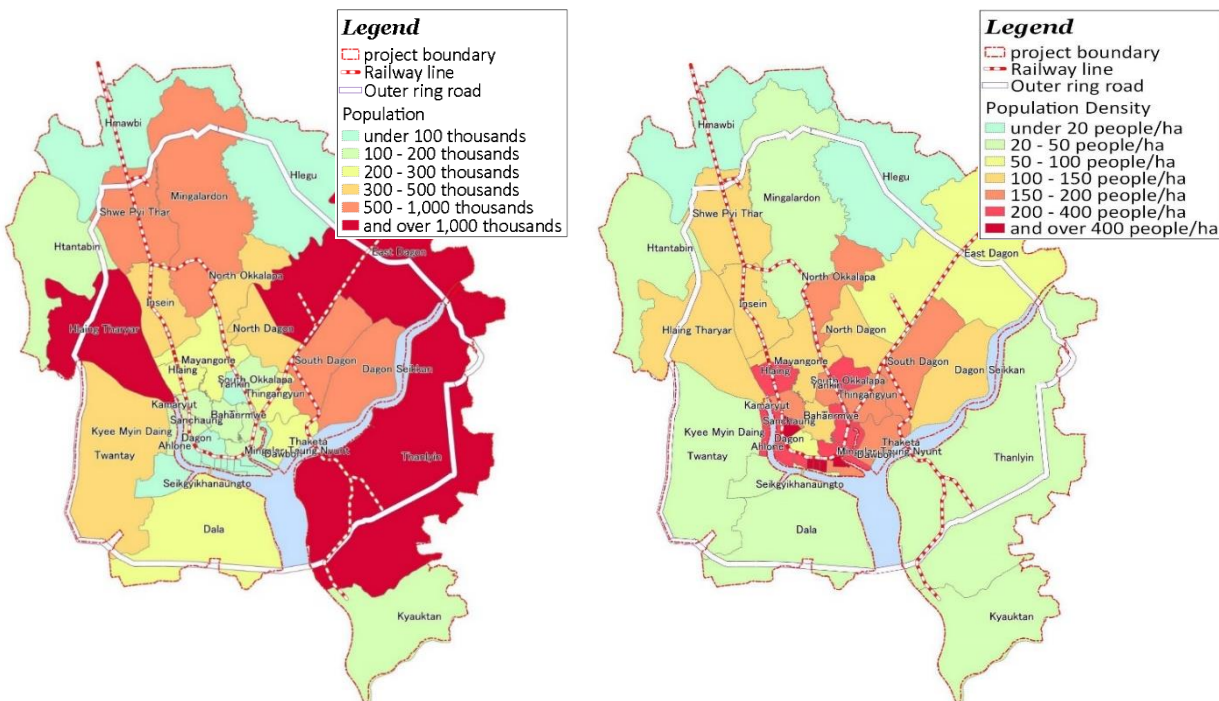 Legend
project boundary
Railway line
Outer ring road
Population
under 100 thousands
100 - 200 thousands
200 - 300 thousands
300 - 500 thousands
500 - 1,000 thousands
and over 1,000 thousands
Hmawbi
Hlegu
Mingalardon
Shwe Pyi Thar
Htantabin
East Dagon
North Okkalapa
Insein
Hlaing Tharyar
North Dagon
Mayangone
South Dagon
Hlaing
Dagon Seikkan
South Okkalapa
Yankin
Thingangyun
Kamaryut
Sanchaung
Kyee Myin Daing
Dagon
Ahlone
Thaketa
Twantay
Thanlyin
Seikgyikhanaungto
Dala
Kyauktan
Legend
project boundary
Railway line
Outer ring road
Population Density
under 20 people/ha
20 - 50 people/ha
50 - 100 people/ha
100 - 150 people/ha
150 - 200 people/ha
200 - 400 people/ha
and over 400 people/ha
Hmawbi
Hlegu
Mingalardon
Shwe Pyi Thar
Htantabin
East Dagon
North Okkalapa
Insein
Hlaing Tharyar
North Dagon
Mayangone
South Dagon
Hlaing
Dagon Seikkan
South Okkalapa
Yankin
Thingangyun
Kamaryut
Sanchaung
Kyee Myin Daing
Dagon
Ahlone
Thaketa
Twantay
Thanlyin
Seikgyikhanaungto
Dala
Kyauktan